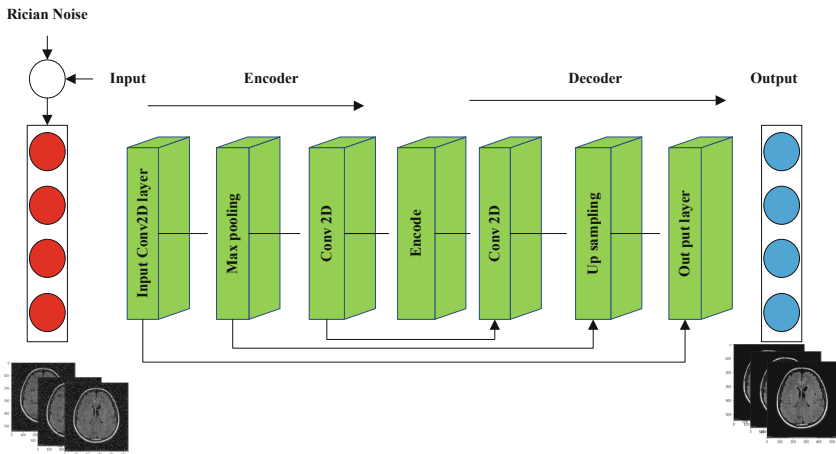 Rician Noise
Input
Encoder
Decoder
Output
Input Conv2D layer
Max pooling
Conv 2D
Encode
Conv 2D
Up sampling
Out put layer